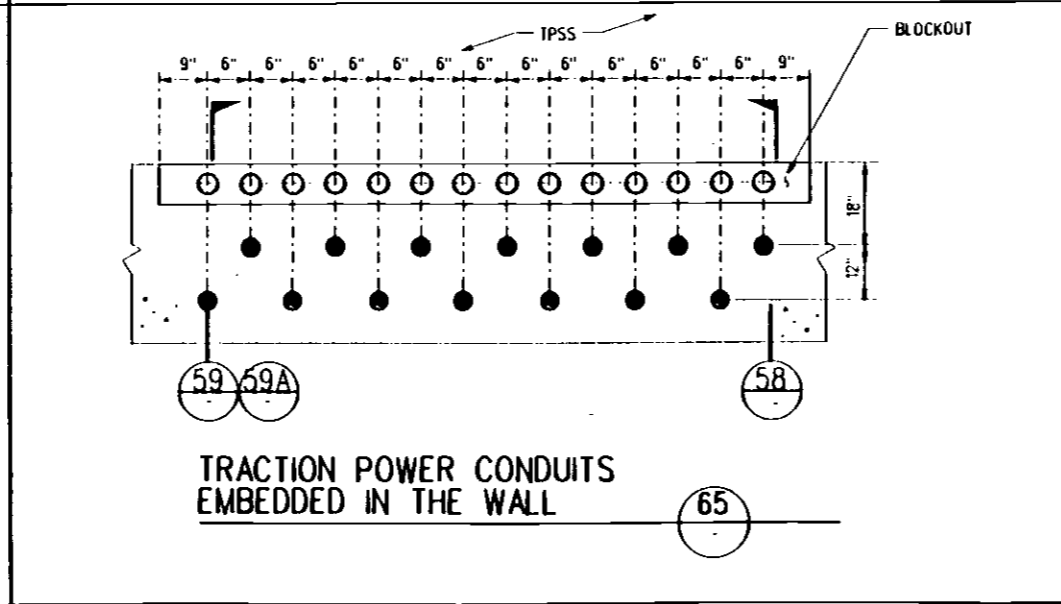 TPSS
BLOCKOUT
9" 6" 6" 6" 6" 6" 6" 6" 6" 6" 6" 6" 6" 6" 9"
18"
12"
59 59A 58
- - -
TRACTION POWER CONDUITS
EMBEDDED IN THE WALL
65
-